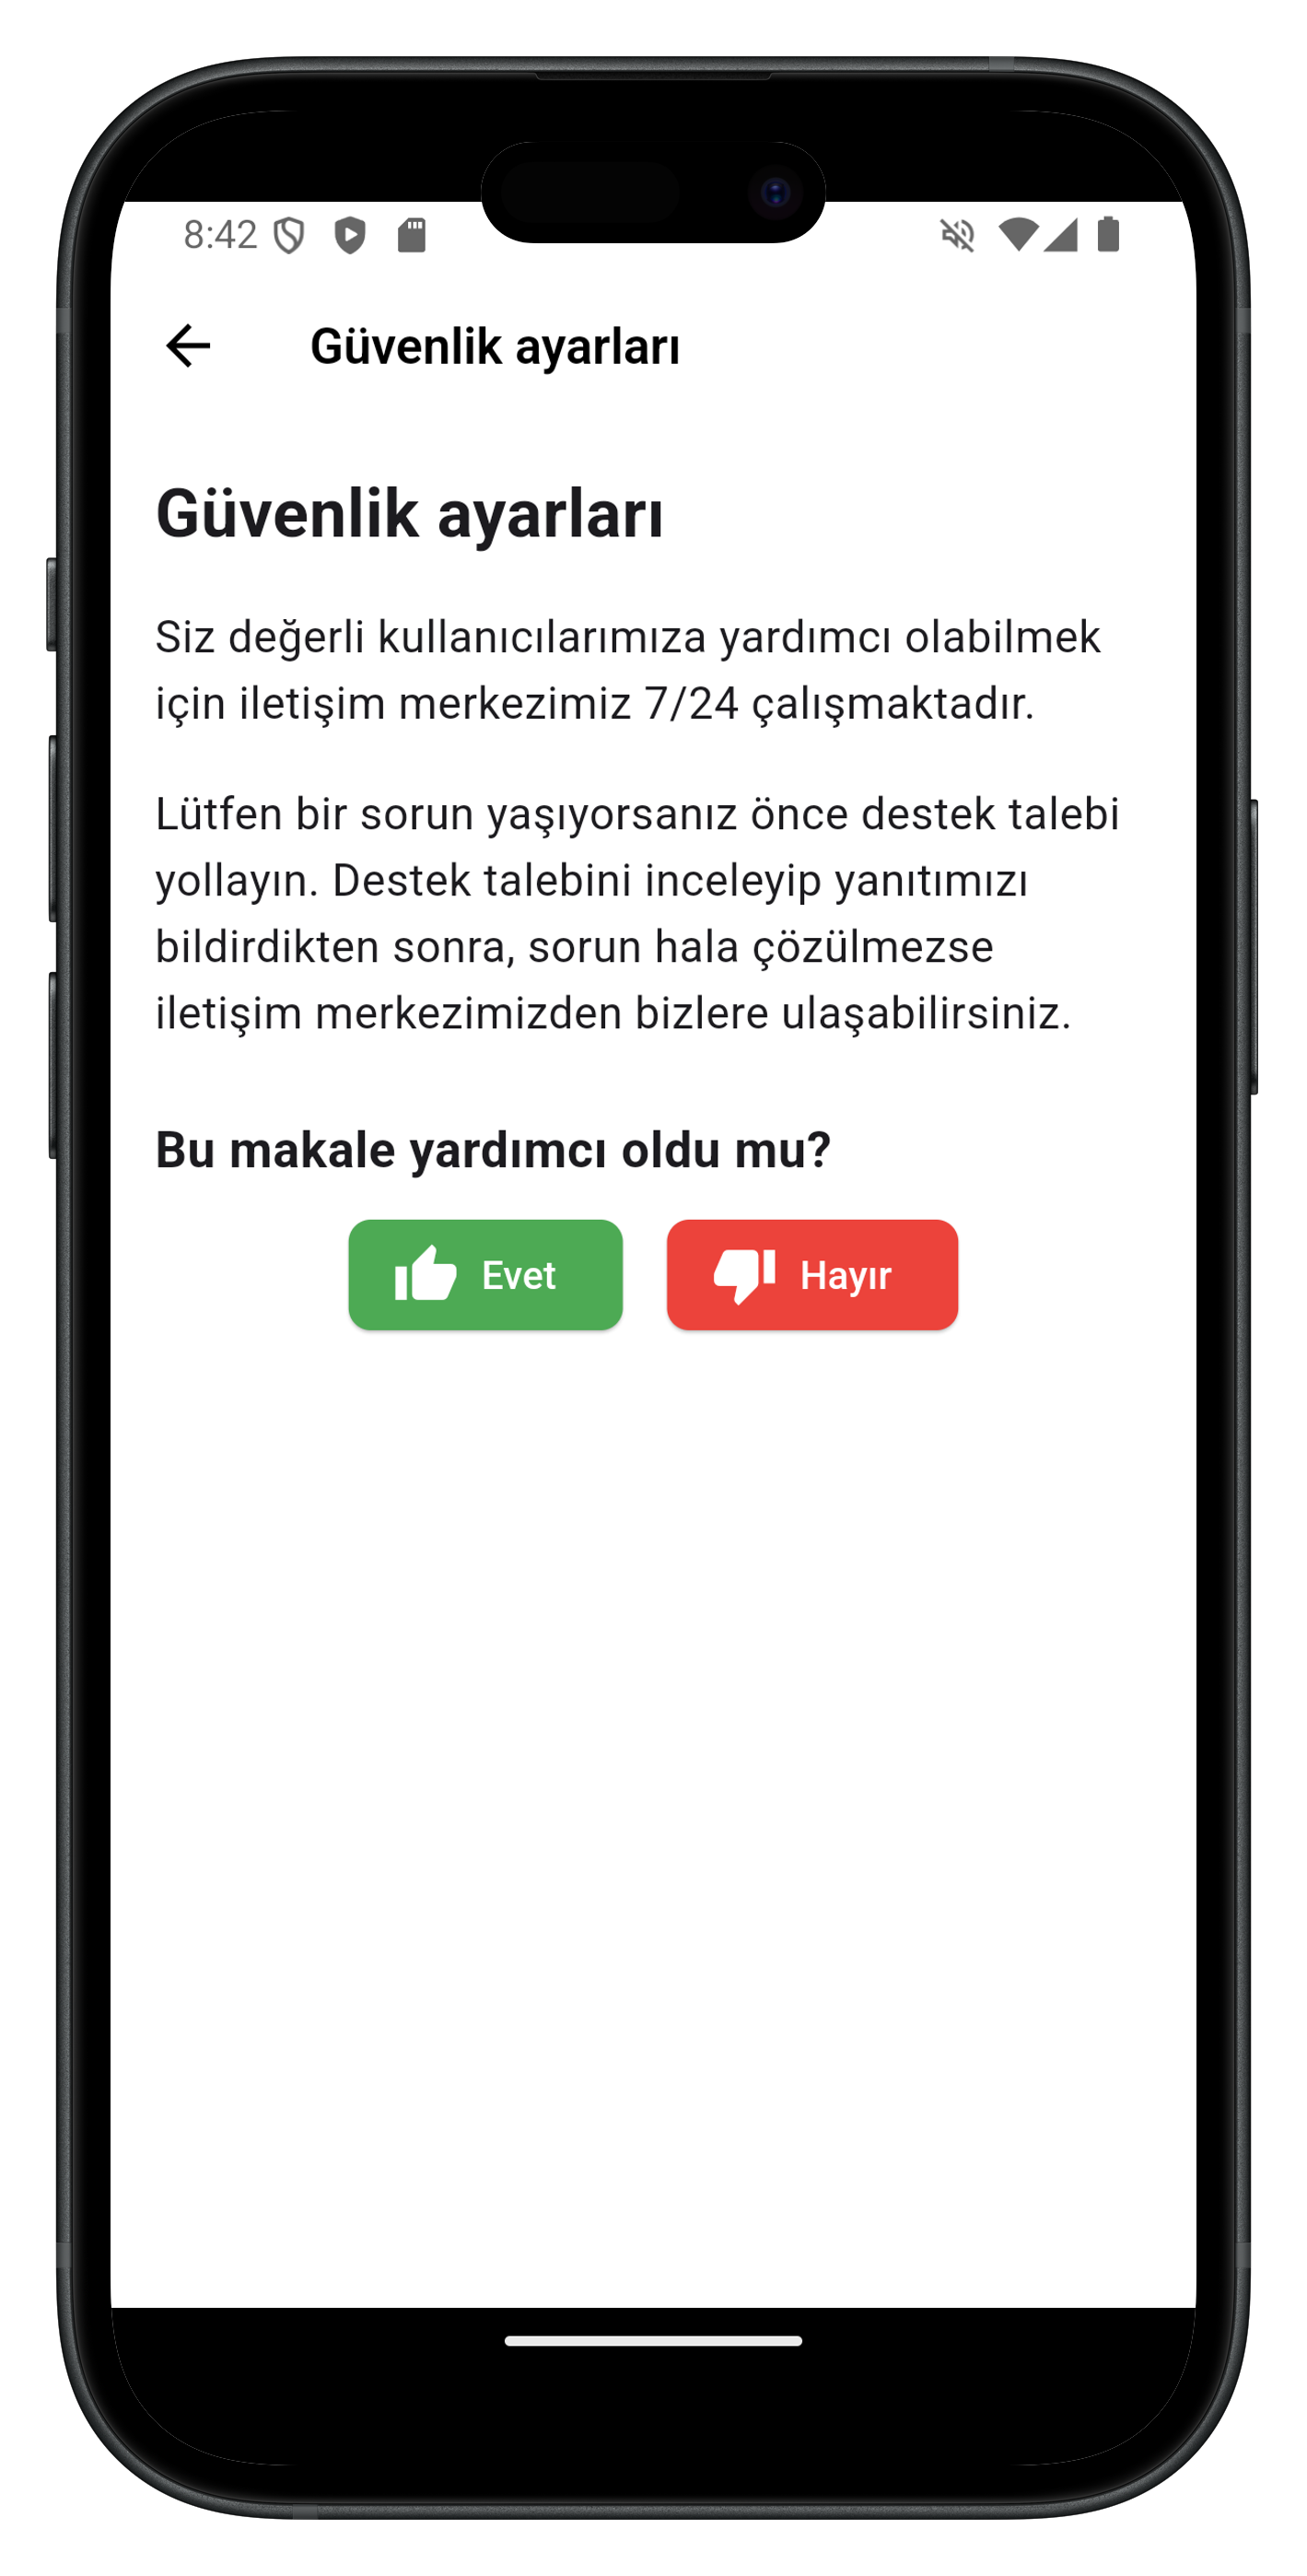 8:42
Güvenlik ayarları
Güvenlik ayarları
Siz değerli kullanıcılarımıza yardımcı olabilmek
için iletişim merkezimiz 7/24 çalışmaktadır.
Lütfen bir sorun yaşıyorsanız önce destek talebi
yollayın. Destek talebini inceleyip yanıtımızı
bildirdikten sonra, sorun hala çözülmezse
iletişim merkezimizden bizlere ulaşabilirsiniz.
Bu makale yardımcı oldu mu?
Evet Hayır